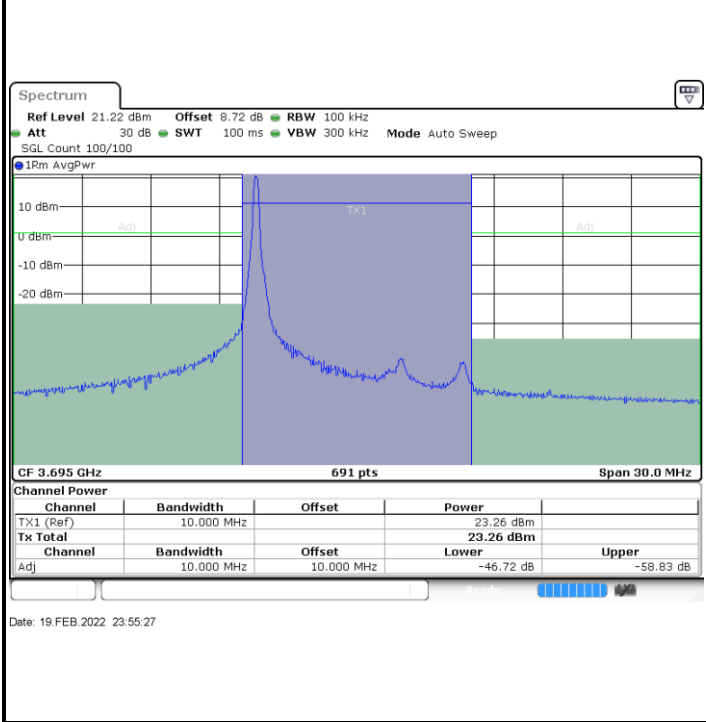 Spectrum
Ref Level 21.22 dBm Offset 8.72 dB RBW 100 kHz
Att 30 dB SWT 100 ms VBW 300 kHz Mode Auto Sweep
SGL Count 100/100
1Rm AvgPwr
10 dBm
TX1
Adj
Adj
0 dBm
-10 dBm
-20 dBm
CF 3.695 GHz 691 pts Span 30.0 MHz
Channel Power
Channel Bandwidth Offset Power
TX1 (Ref) 10.000 MHz 23.26 dBm
Tx Total 23.26 dBm
Channel Bandwidth Offset Lower Upper
Adj 10.000 MHz 10.000 MHz -46.72 dB -58.83 dB
Ready
Date: 19.FEB.2022 23:55:27